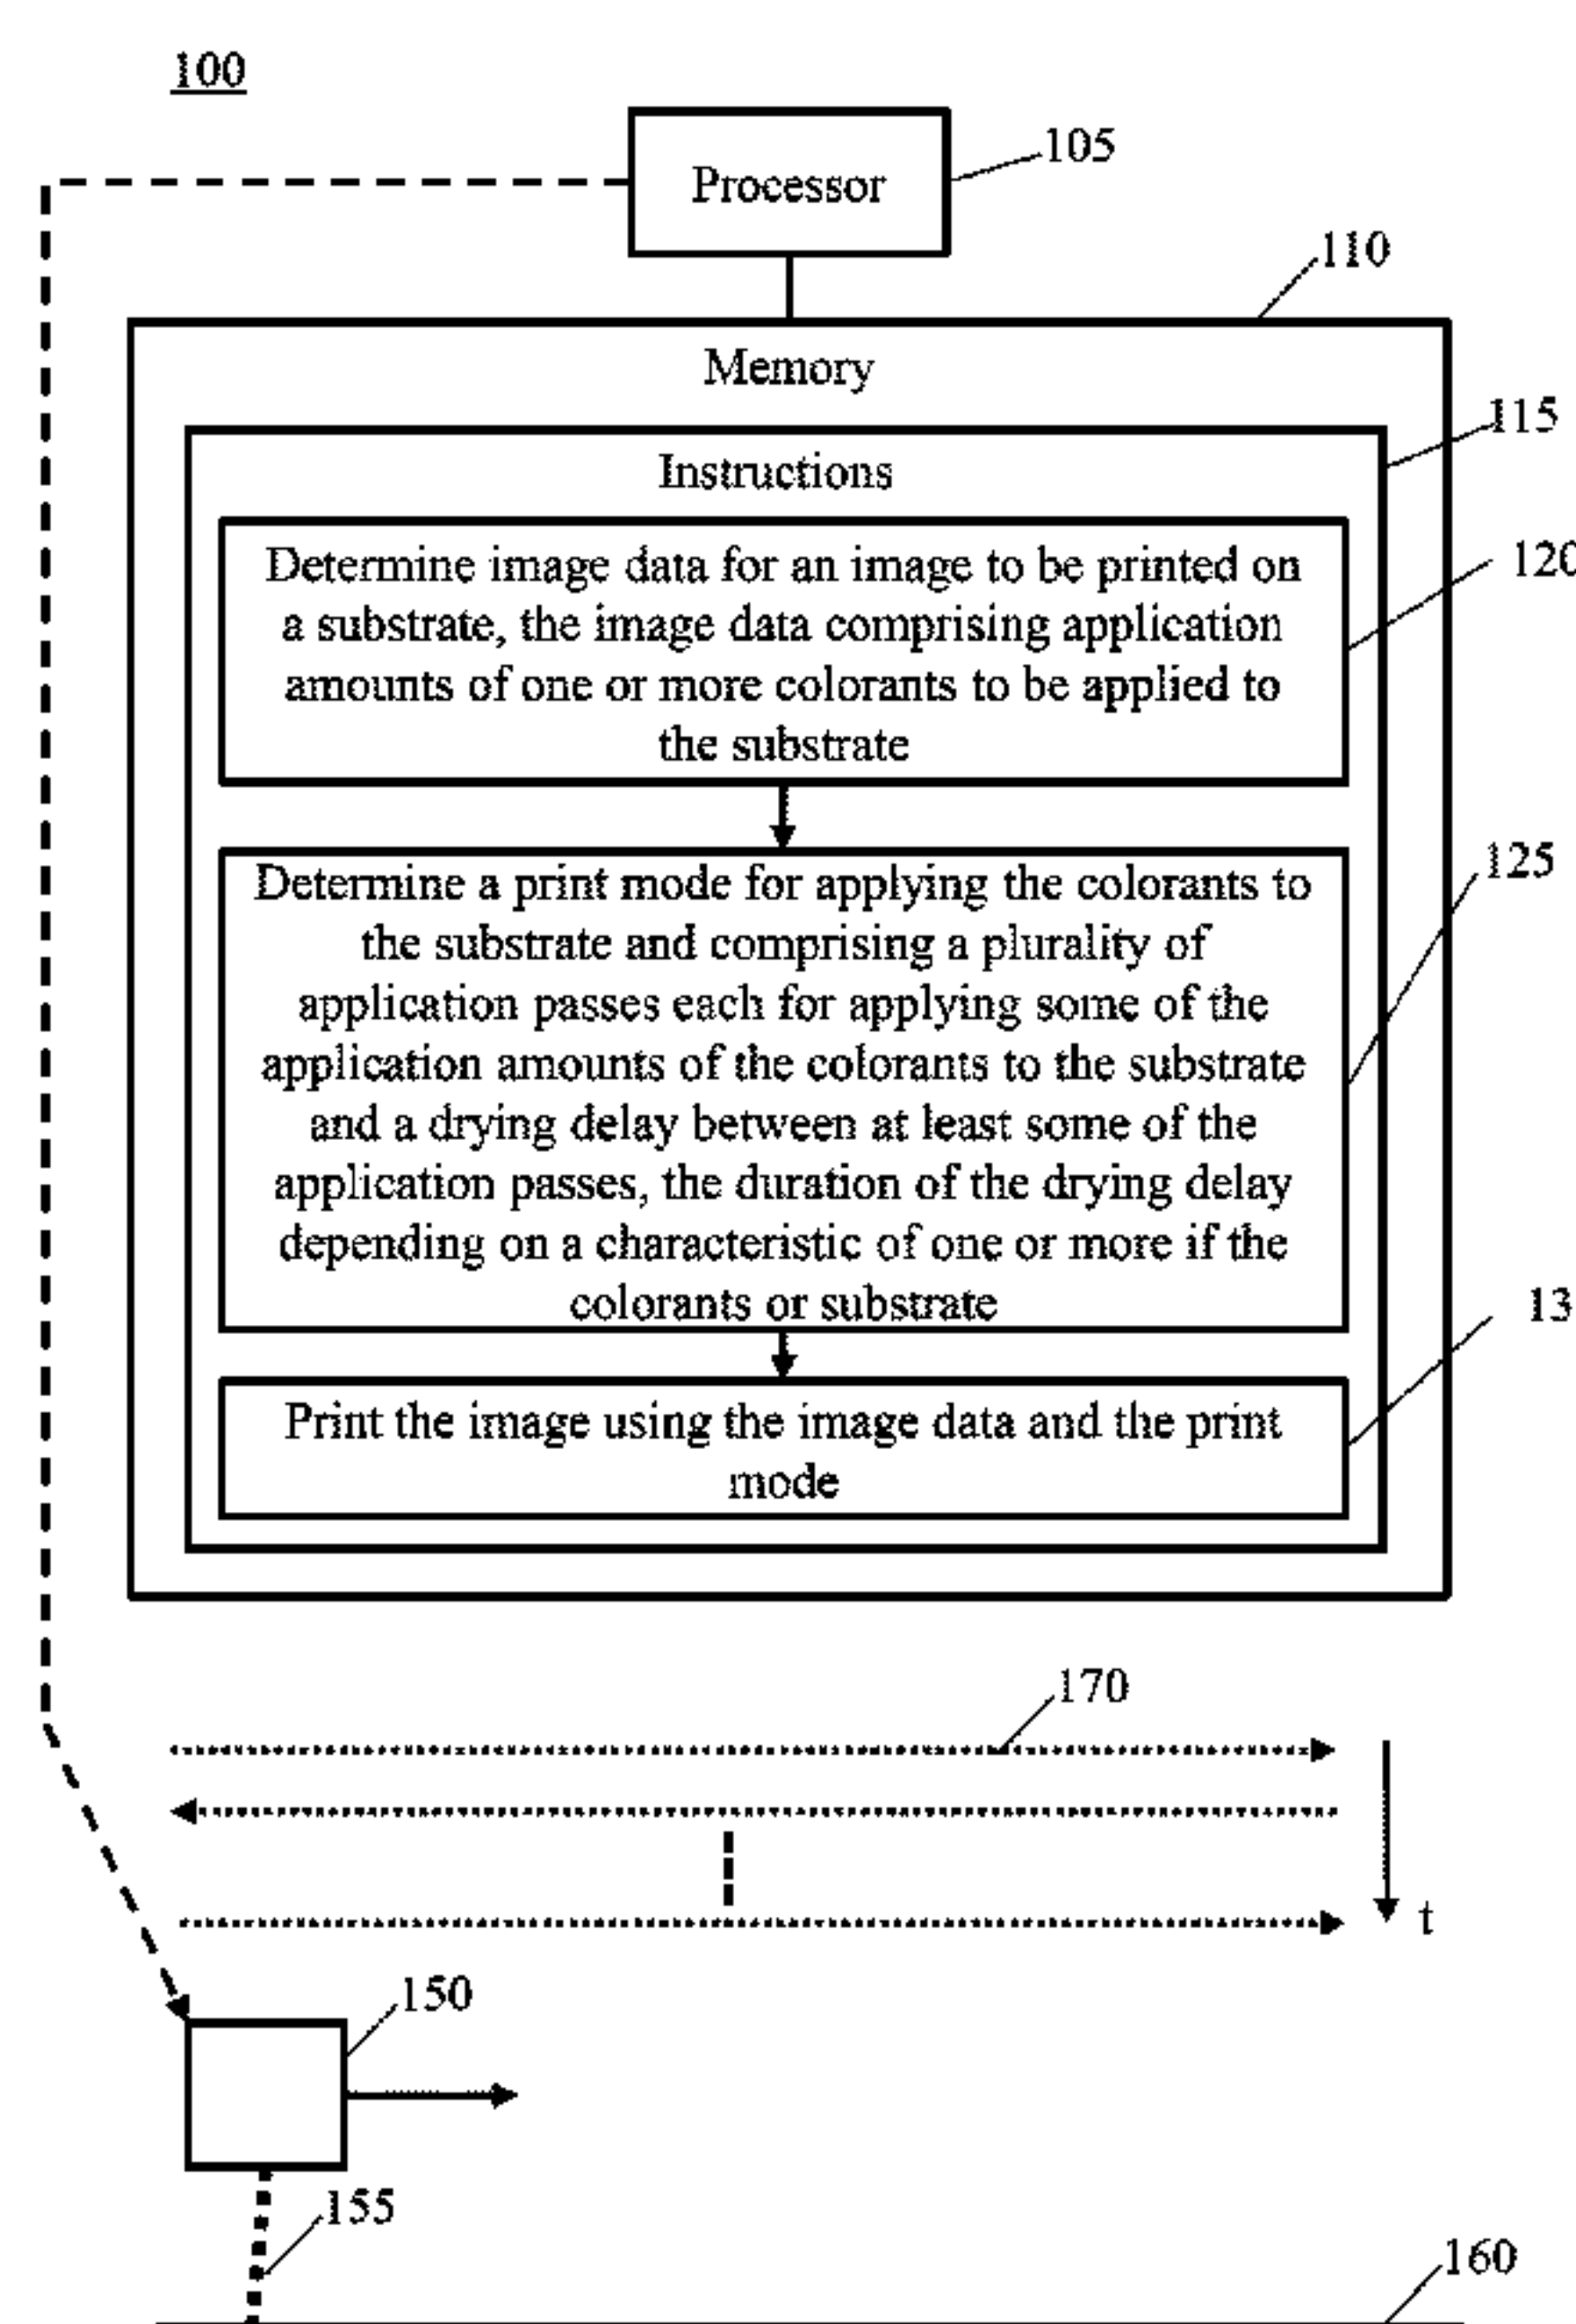 100
Processor
105
110
Memory
115
Instructions
Determine image data for an image to be printed on
a substrate, the image data comprising application
amounts of one or more colorants to be applied to
the substrate
120
Determine a print mode for applying the colorants to
the substrate and comprising a plurality of
application passes each for applying some of the
application amounts of the colorants to the substrate
and a drying delay between at least some of the
application passes, the duration of the drying delay
depending on a characteristic of one or more if the
colorants or substrate
125
13
Print the image using the image data and the print
mode
170
t
150
155
160